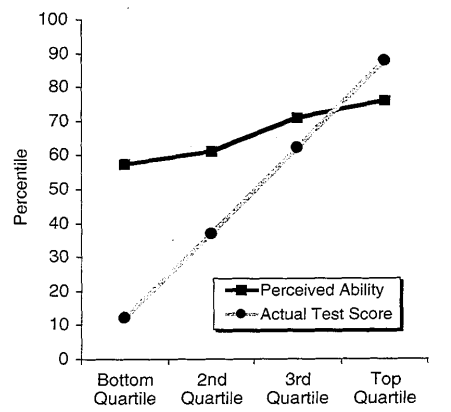 100
90
80
70
60
50
40
30
20
10
0
Percentile
Perceived Ability
Actual Test Score
Bottom
Quartile
2nd
Quartile
3rd
Quartile
Top
Quartile